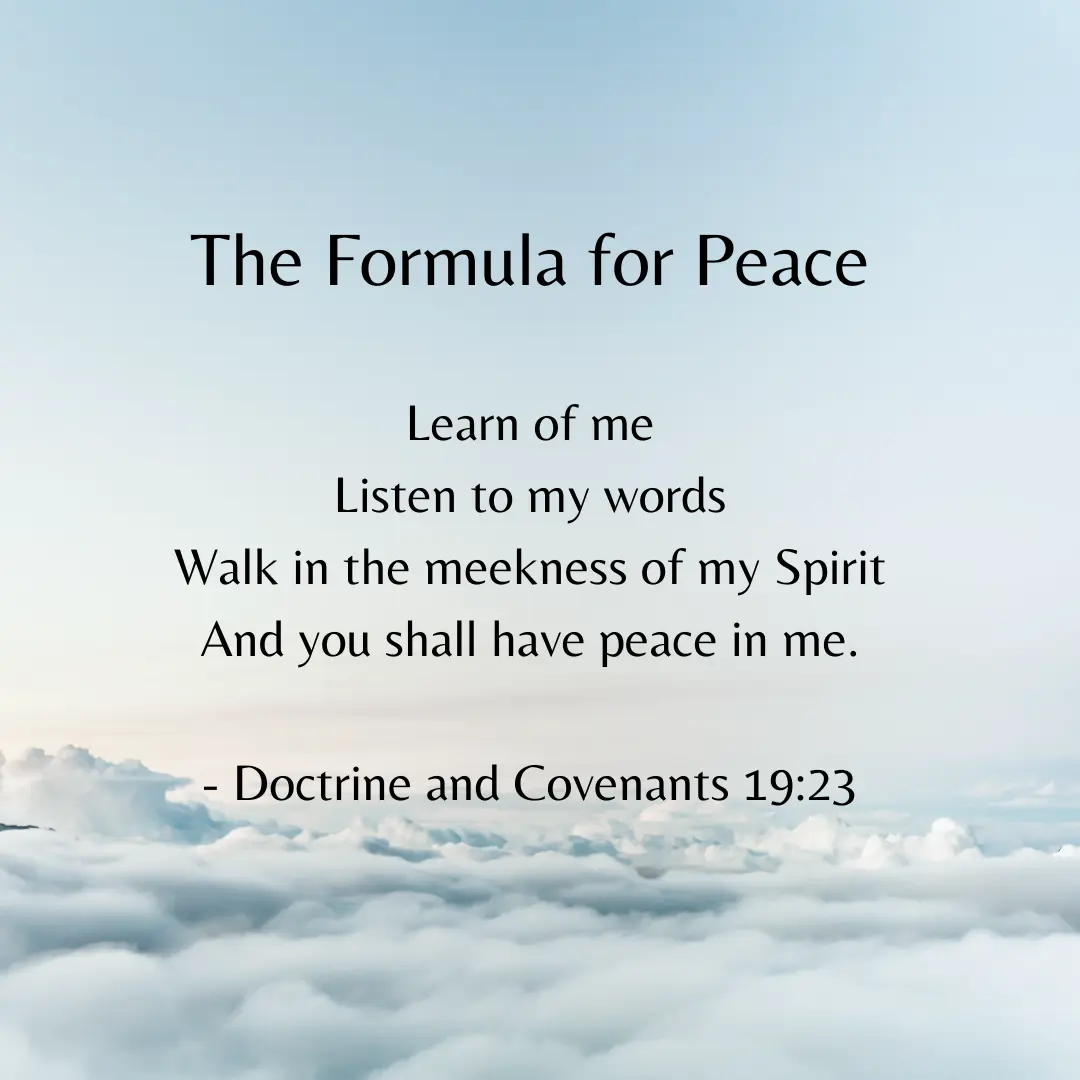 The Formula for Peace
Learn of me
Listen to my words
Walk in the meekness of my Spirit
And you shall have peace in me.
- Doctrine and Covenants 19:23